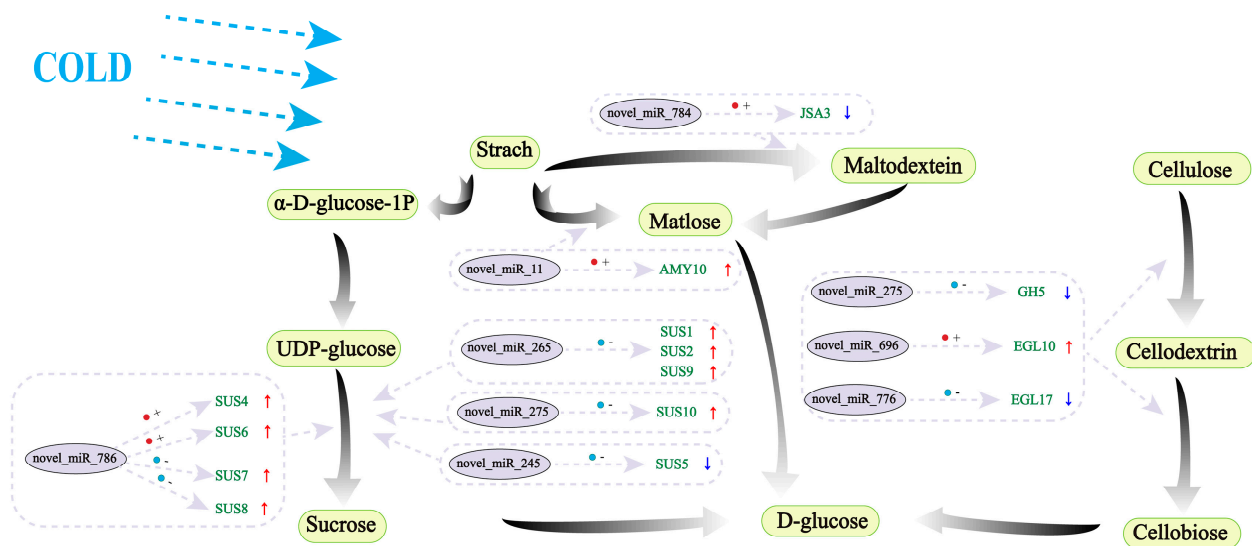 COLD
novel_miR_784 + JSA3 ↓
Strach
Maltodextein
Cellulose
α-D-glucose-1P
Matlose
novel_miR_11 + AMY10 ↑
novel_miR_275 - GH5 ↓
novel_miR_696 + EGL10 ↑
novel_miR_776 - EGL17 ↓
UDP-glucose
novel_miR_265 - SUS1 ↑
SUS2 ↑
SUS9 ↑
Cellodextrin
novel_miR_275 - SUS10 ↑
novel_miR_245 - SUS5 ↓
novel_miR_786
+ SUS4 ↑
+ SUS6 ↑
- SUS7 ↑
- SUS8 ↑
Sucrose
D-glucose
Cellobiose